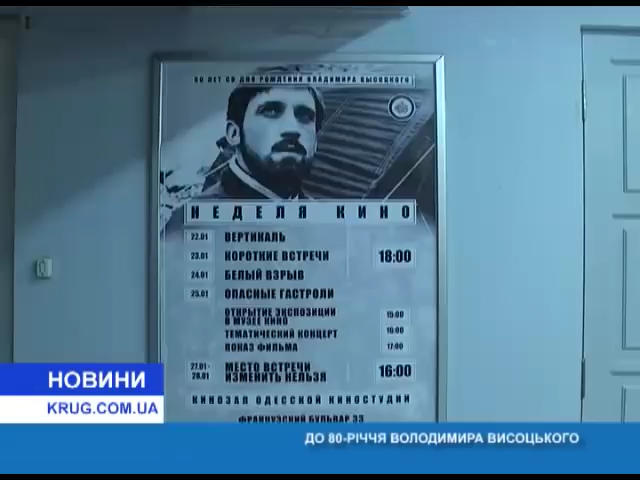 80 ЛЕТ СО ДНЯ РОЖДЕНИЯ ВЛАДИМИРА ВЫСОЦКОГО
НЕДЕЛЯ КИНО
22.01 ВЕРТИКАЛЬ
23.01 КОРОТКИЕ ВСТРЕЧИ 18:00
24.01 БЕЛЫЙ ВЗРЫВ
25.01 ОПАСНЫЕ ГАСТРОЛИ
ОТКРЫТИЕ ЭКСПОЗИЦИИ
В МУЗЕЕ КИНО 15:00
ТЕМАТИЧЕСКИЙ КОНЦЕРТ 16:00
ПОКАЗ ФИЛЬМА 17:00
27.01- МЕСТО ВСТРЕЧИ
28.01 ИЗМЕНИТЬ НЕЛЬЗЯ 16:00
КИНОЗАЛ ОДЕССКОЙ КИНОСТУДИИ
ФРАНЦУЗСКИЙ БУЛЬВАР 33
НОВИНИ
KRUG.COM.UA
ДО 80-РІЧЧЯ ВОЛОДИМИРА ВИСОЦЬКОГО